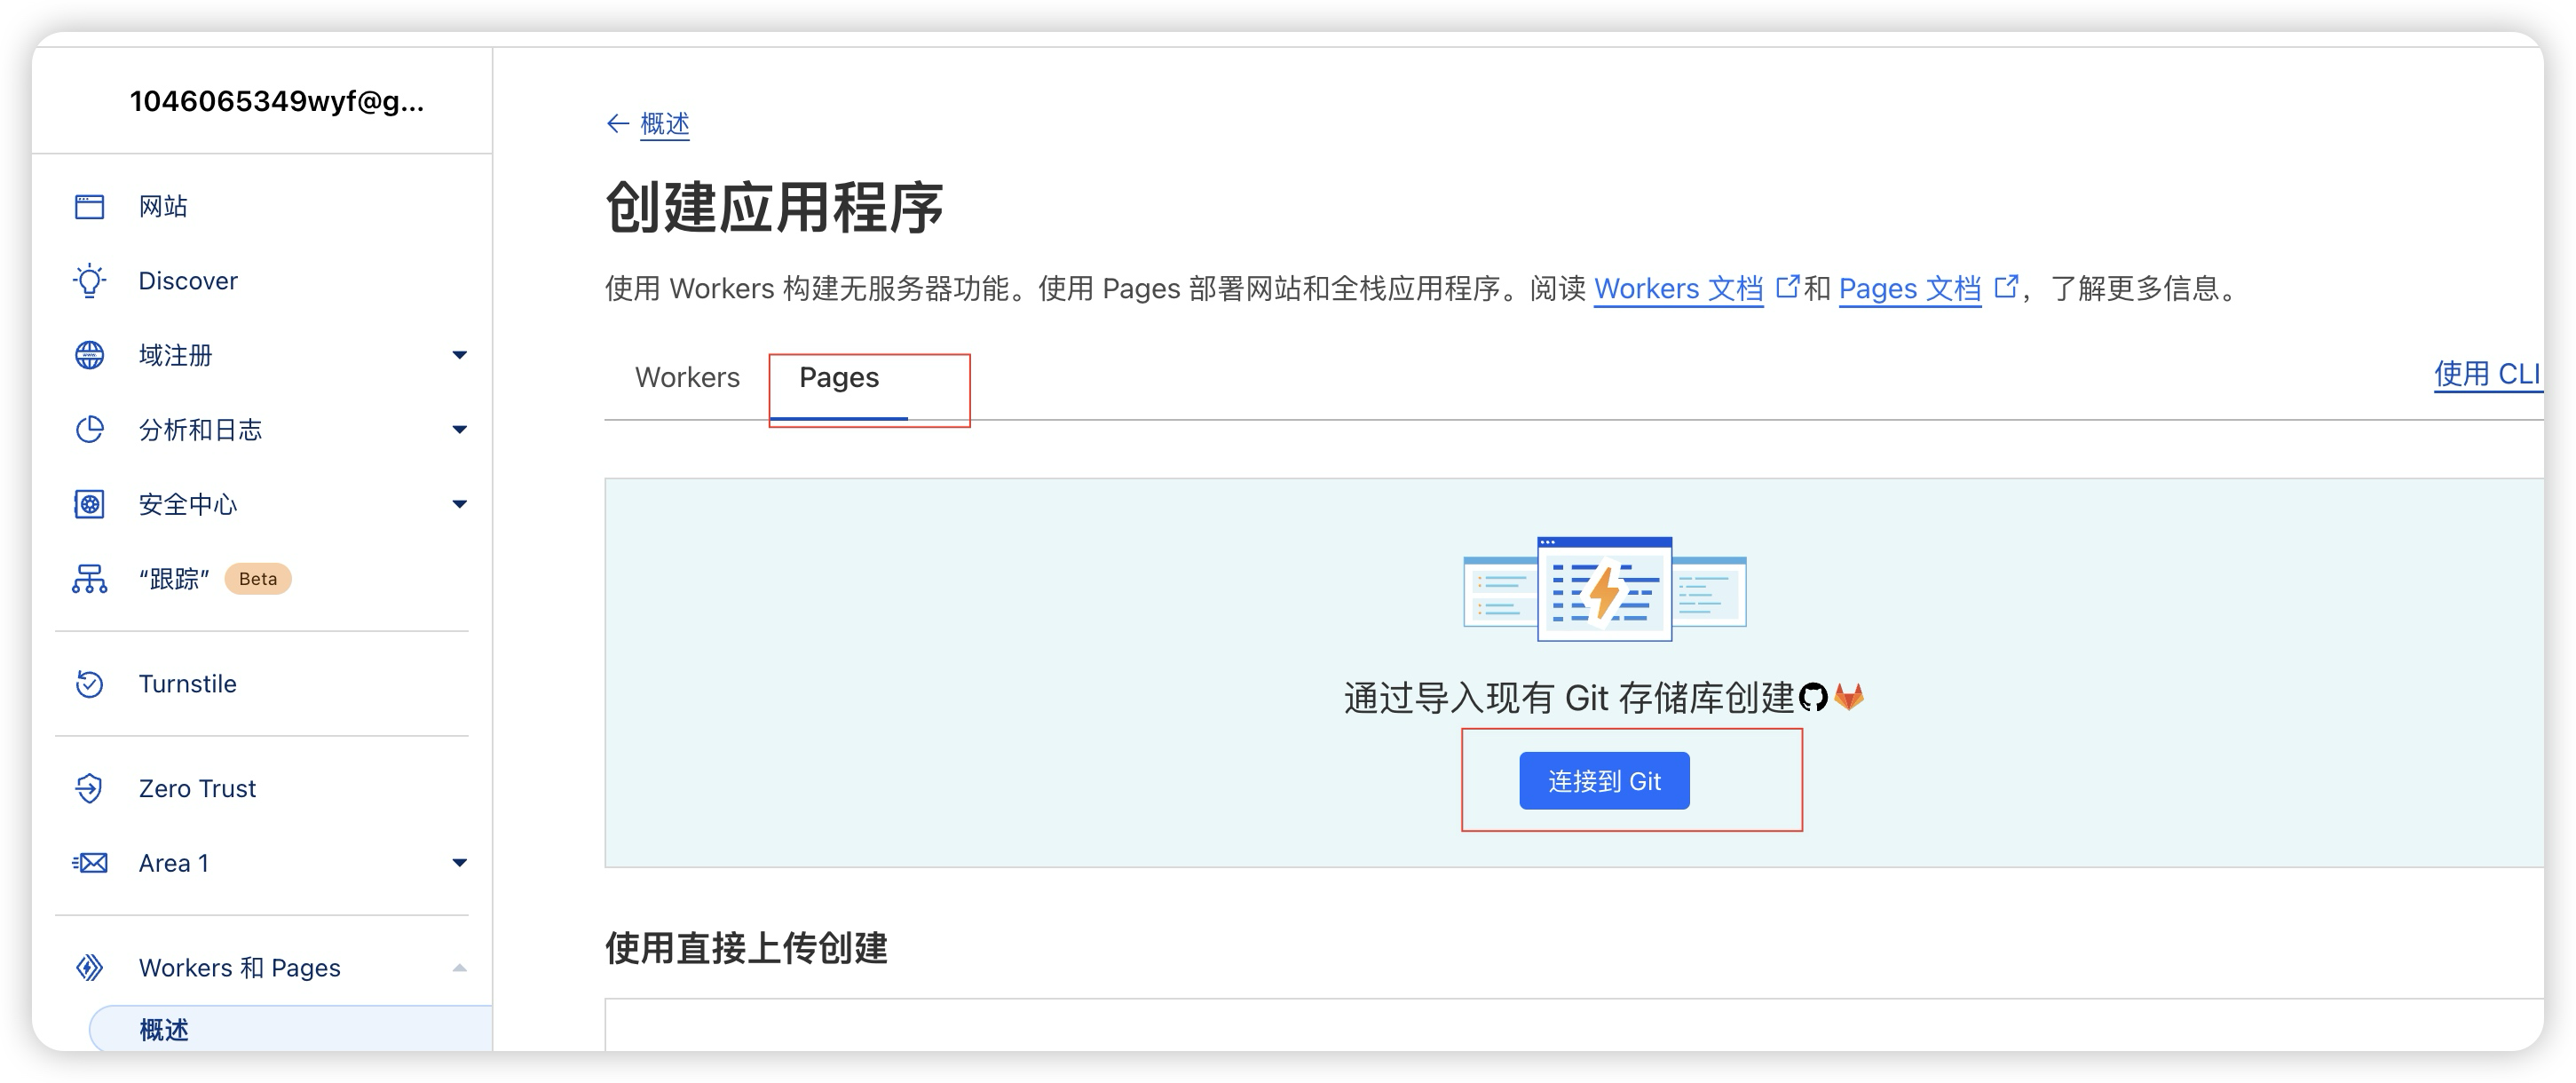 1046065349wyf@g...
网站
Discover
域注册
分析和日志
安全中心
“跟踪” Beta
Turnstile
Zero Trust
Area 1
Workers 和 Pages
概述
← 概述
创建应用程序
使用 Workers 构建无服务器功能。使用 Pages 部署网站和全栈应用程序。阅读 Workers 文档 和 Pages 文档 ，了解更多信息。
Workers Pages 使用 CLI
通过导入现有 Git 存储库创建
连接到 Git
使用直接上传创建